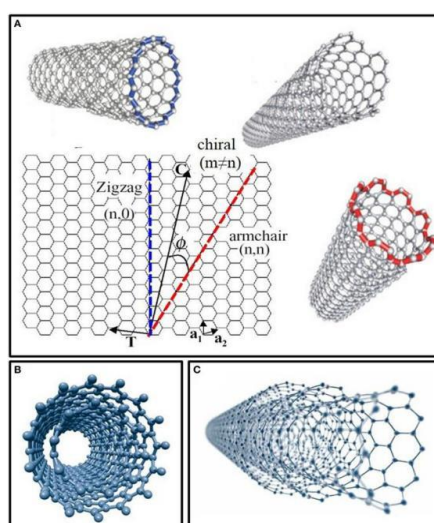 A
chiral
(m≠n)
C
Zigzag
(n,0)
ϕ
armchair
(n,n)
T
a₁
a₂
B
C